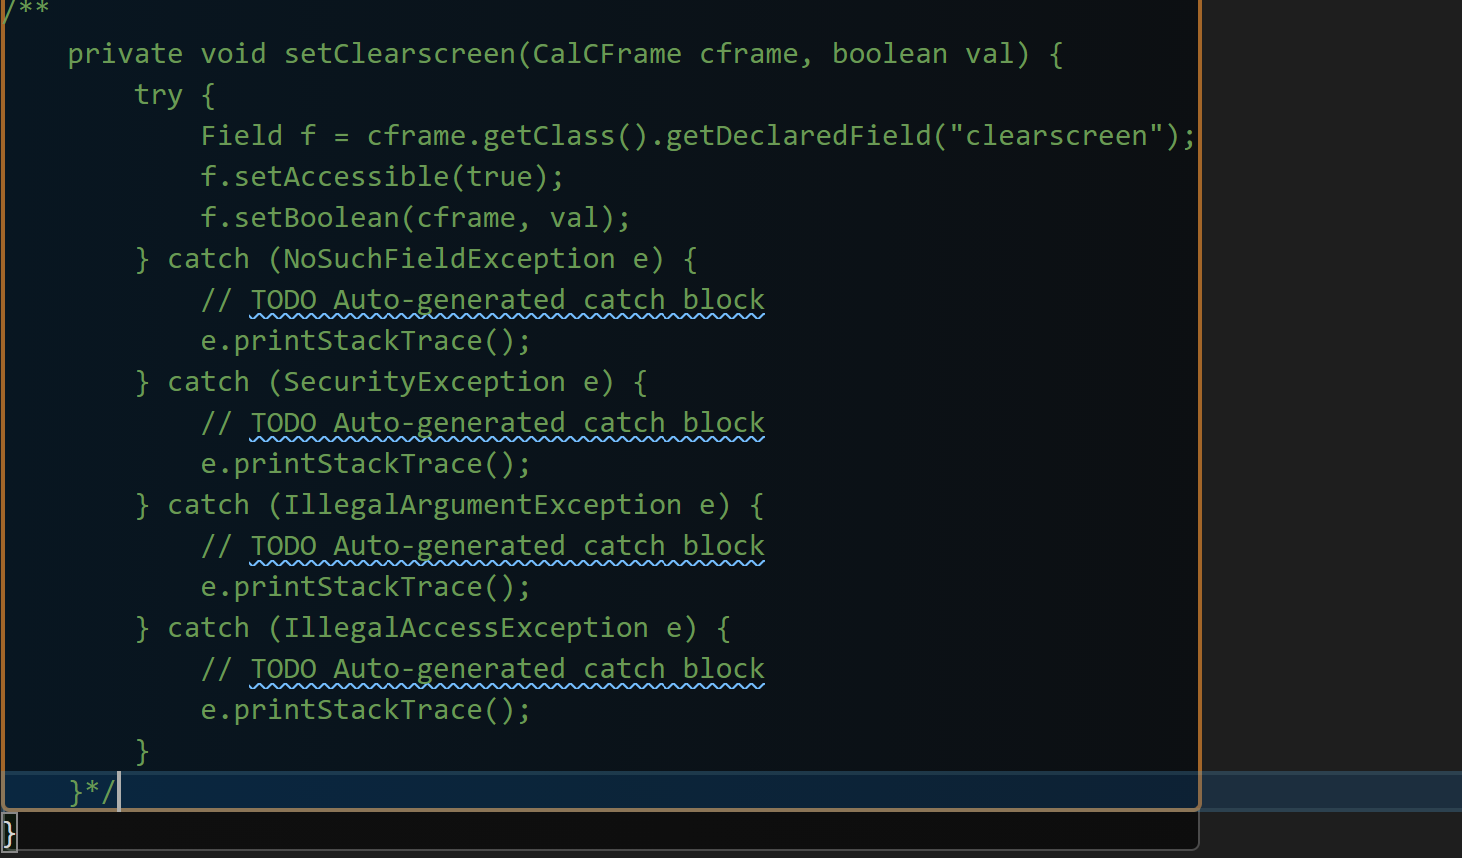 /**
    private void setClearscreen(CalCFrame cframe, boolean val) {
        try {
            Field f = cframe.getClass().getDeclaredField("clearscreen");
            f.setAccessible(true);
            f.setBoolean(cframe, val);
        } catch (NoSuchFieldException e) {
            // TODO Auto-generated catch block
            e.printStackTrace();
        } catch (SecurityException e) {
            // TODO Auto-generated catch block
            e.printStackTrace();
        } catch (IllegalArgumentException e) {
            // TODO Auto-generated catch block
            e.printStackTrace();
        } catch (IllegalAccessException e) {
            // TODO Auto-generated catch block
            e.printStackTrace();
        }
    }*/
}